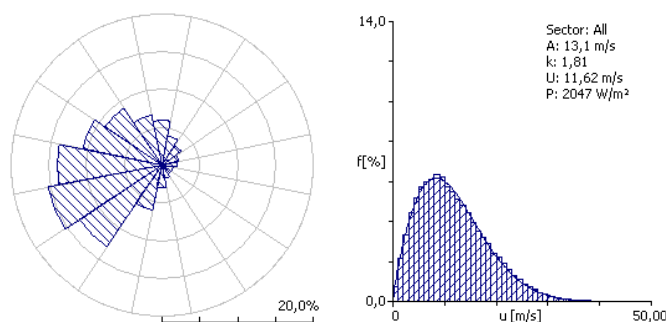 20,0%
14,0
f[%]
0,0
0
u [m/s]
50,00
Sector: All
A: 13,1 m/s
k: 1,81
U: 11,62 m/s
P: 2047 W/m²